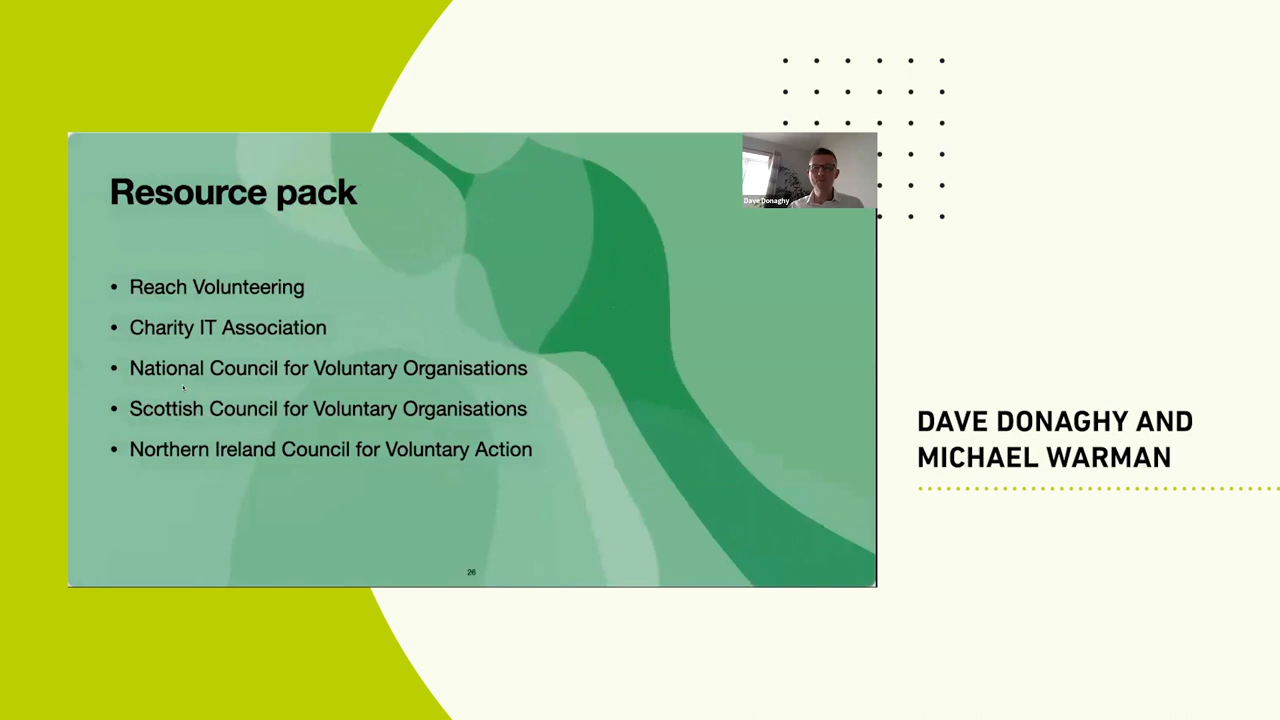 Resource pack
Dave Donaghy
• Reach Volunteering
• Charity IT Association
• National Council for Voluntary Organisations
• Scottish Council for Voluntary Organisations
• Northern Ireland Council for Voluntary Action
26
DAVE DONAGHY AND
MICHAEL WARMAN